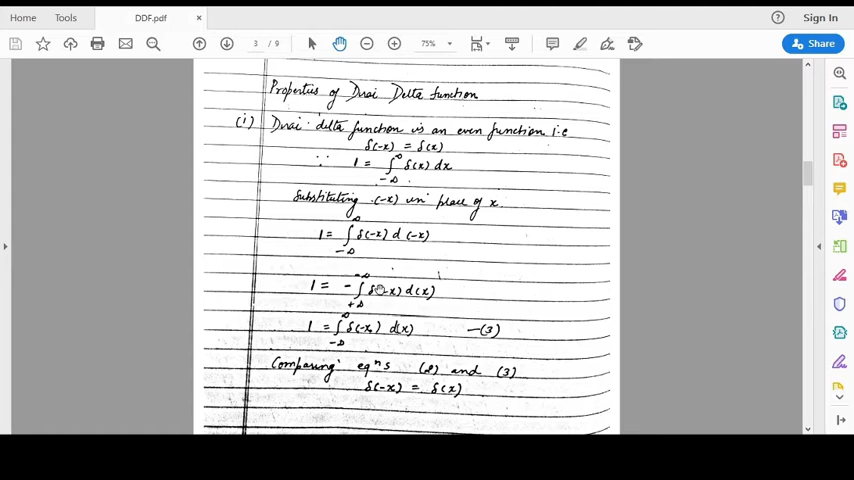 Home Tools DDF.pdf × Sign In
3 / 9 75% Share
Properties of Dirac Delta function
(i) Dirac delta function is an even function i.e
δ(-x) = δ(x)
∵ 1 = ∫ δ(x) dx
∞
-∞
Substituting (-x) in place of x.
∞
1 = ∫ δ(-x) d(-x)
-∞
-∞
1 = - ∫ δ(-x) d(x)
+∞
1 = ∫ δ(-x) d(x) —(3)
∞
-∞
Comparing eqns (2) and (3)
δ(-x) = δ(x)